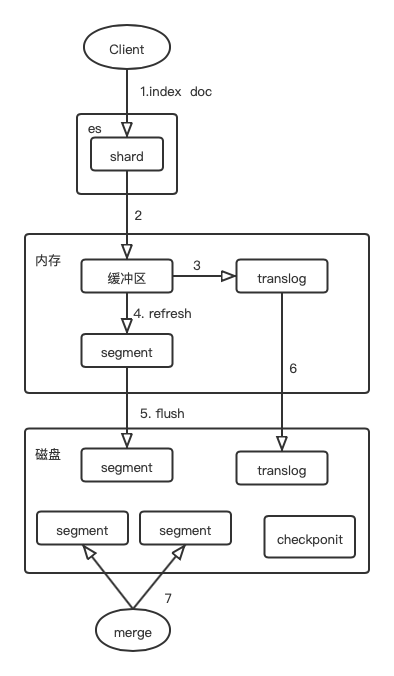 Client
1.index doc
es
shard
2
内存
缓冲区
3
translog
4. refresh
segment
6
5. flush
磁盘
segment
translog
segment
segment
checkponit
7
merge